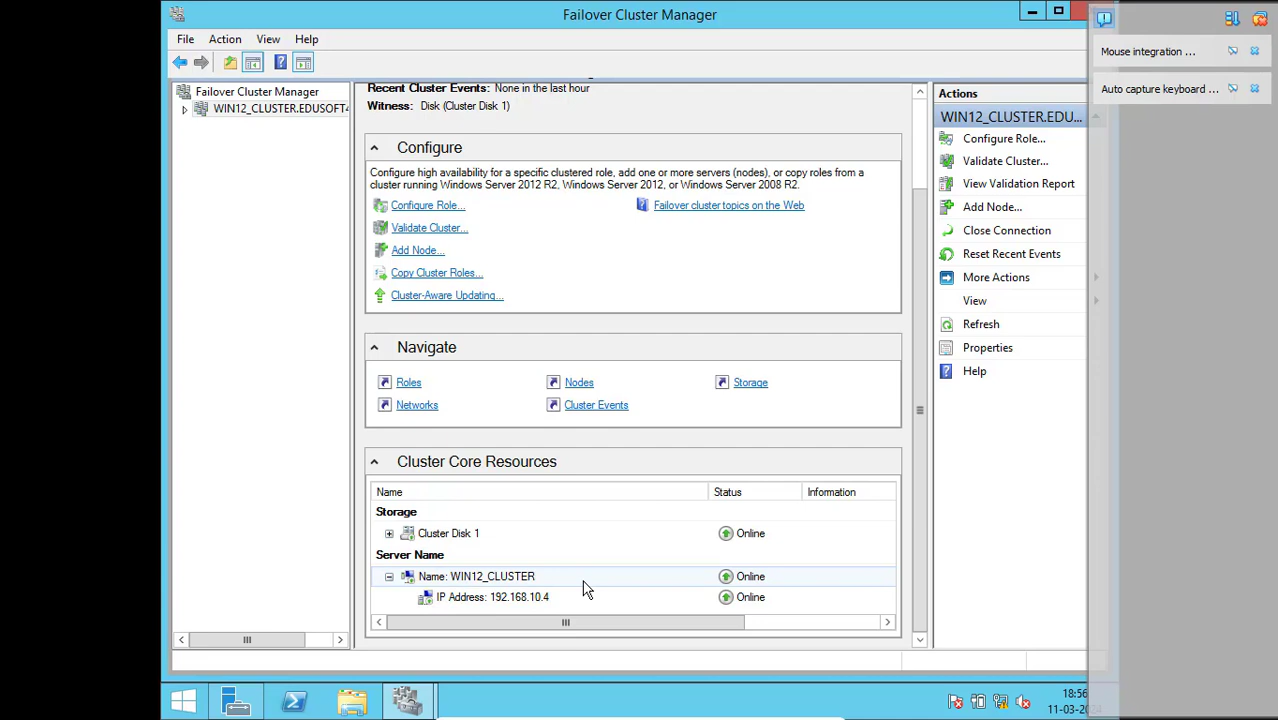 Failover Cluster Manager
File Action View Help
Failover Cluster Manager
WIN12_CLUSTER.EDUSOFT4
Recent Cluster Events: None in the last hour
Witness: Disk (Cluster Disk 1)
Configure
Configure high availability for a specific clustered role, add one or more servers (nodes), or copy roles from a
cluster running Windows Server 2012 R2, Windows Server 2012, or Windows Server 2008 R2.
Configure Role...
Failover cluster topics on the Web
Validate Cluster...
Add Node...
Copy Cluster Roles...
Cluster-Aware Updating...
Navigate
Roles Nodes Storage
Networks Cluster Events
Cluster Core Resources
Name Status Information
Storage
Cluster Disk 1 Online
Server Name
Name: WIN12_CLUSTER Online
IP Address: 192.168.10.4 Online
Actions
WIN12_CLUSTER.EDU...
Configure Role...
Validate Cluster...
View Validation Report
Add Node...
Close Connection
Reset Recent Events
More Actions
View
Refresh
Properties
Help
Mouse integration ...
Auto capture keyboard ...
18:56